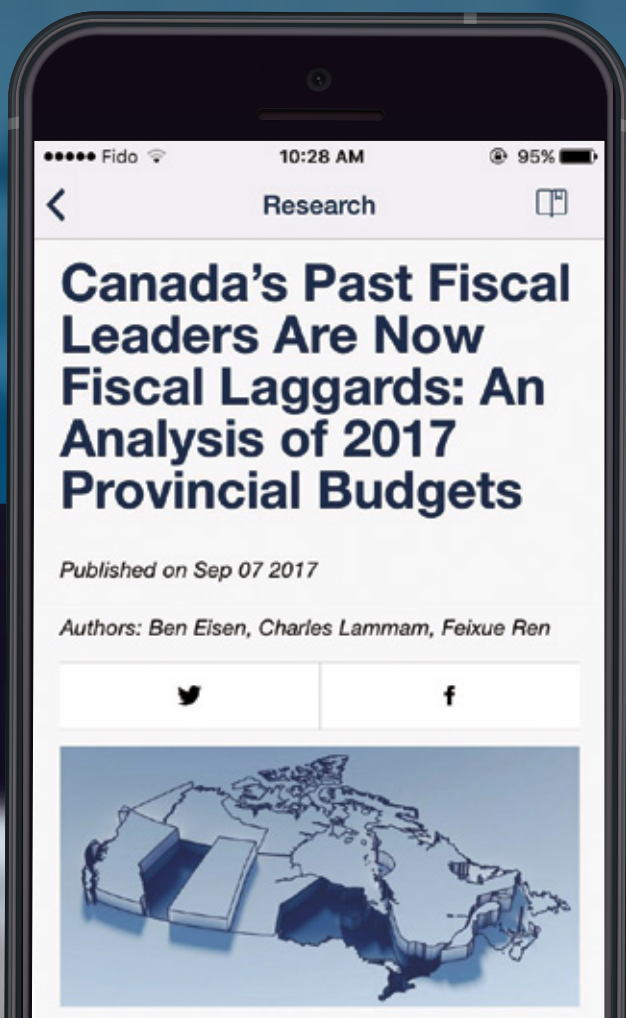 Fido
10:28 AM
95%
Research
Canada's Past Fiscal
Leaders Are Now
Fiscal Laggards: An
Analysis of 2017
Provincial Budgets
Published on Sep 07 2017
Authors: Ben Eisen, Charles Lammam, Feixue Ren